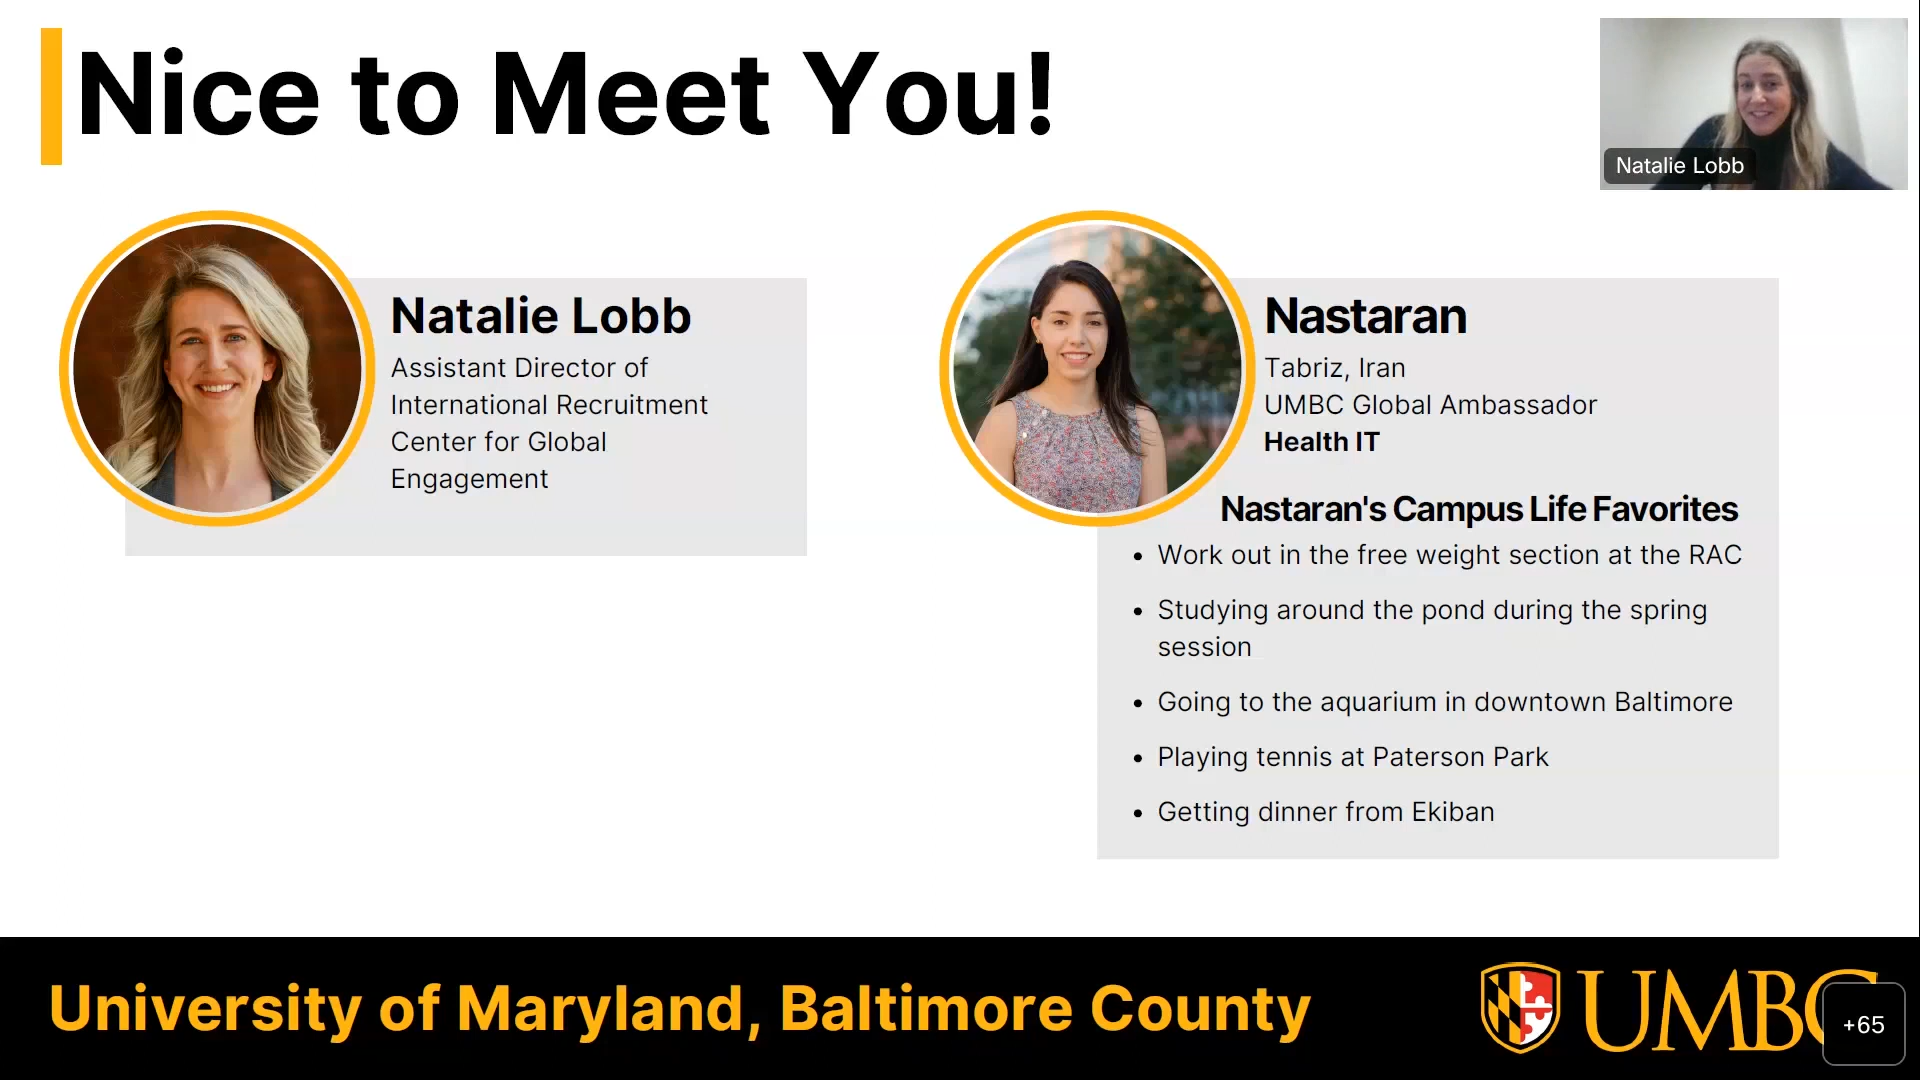 Nice to Meet You!
Natalie Lobb
Natalie Lobb
Assistant Director of
International Recruitment
Center for Global
Engagement
Nastaran
Tabriz, Iran
UMBC Global Ambassador
Health IT
Nastaran's Campus Life Favorites
• Work out in the free weight section at the RAC
• Studying around the pond during the spring
session
• Going to the aquarium in downtown Baltimore
• Playing tennis at Paterson Park
• Getting dinner from Ekiban
University of Maryland, Baltimore County
UMBC
+65